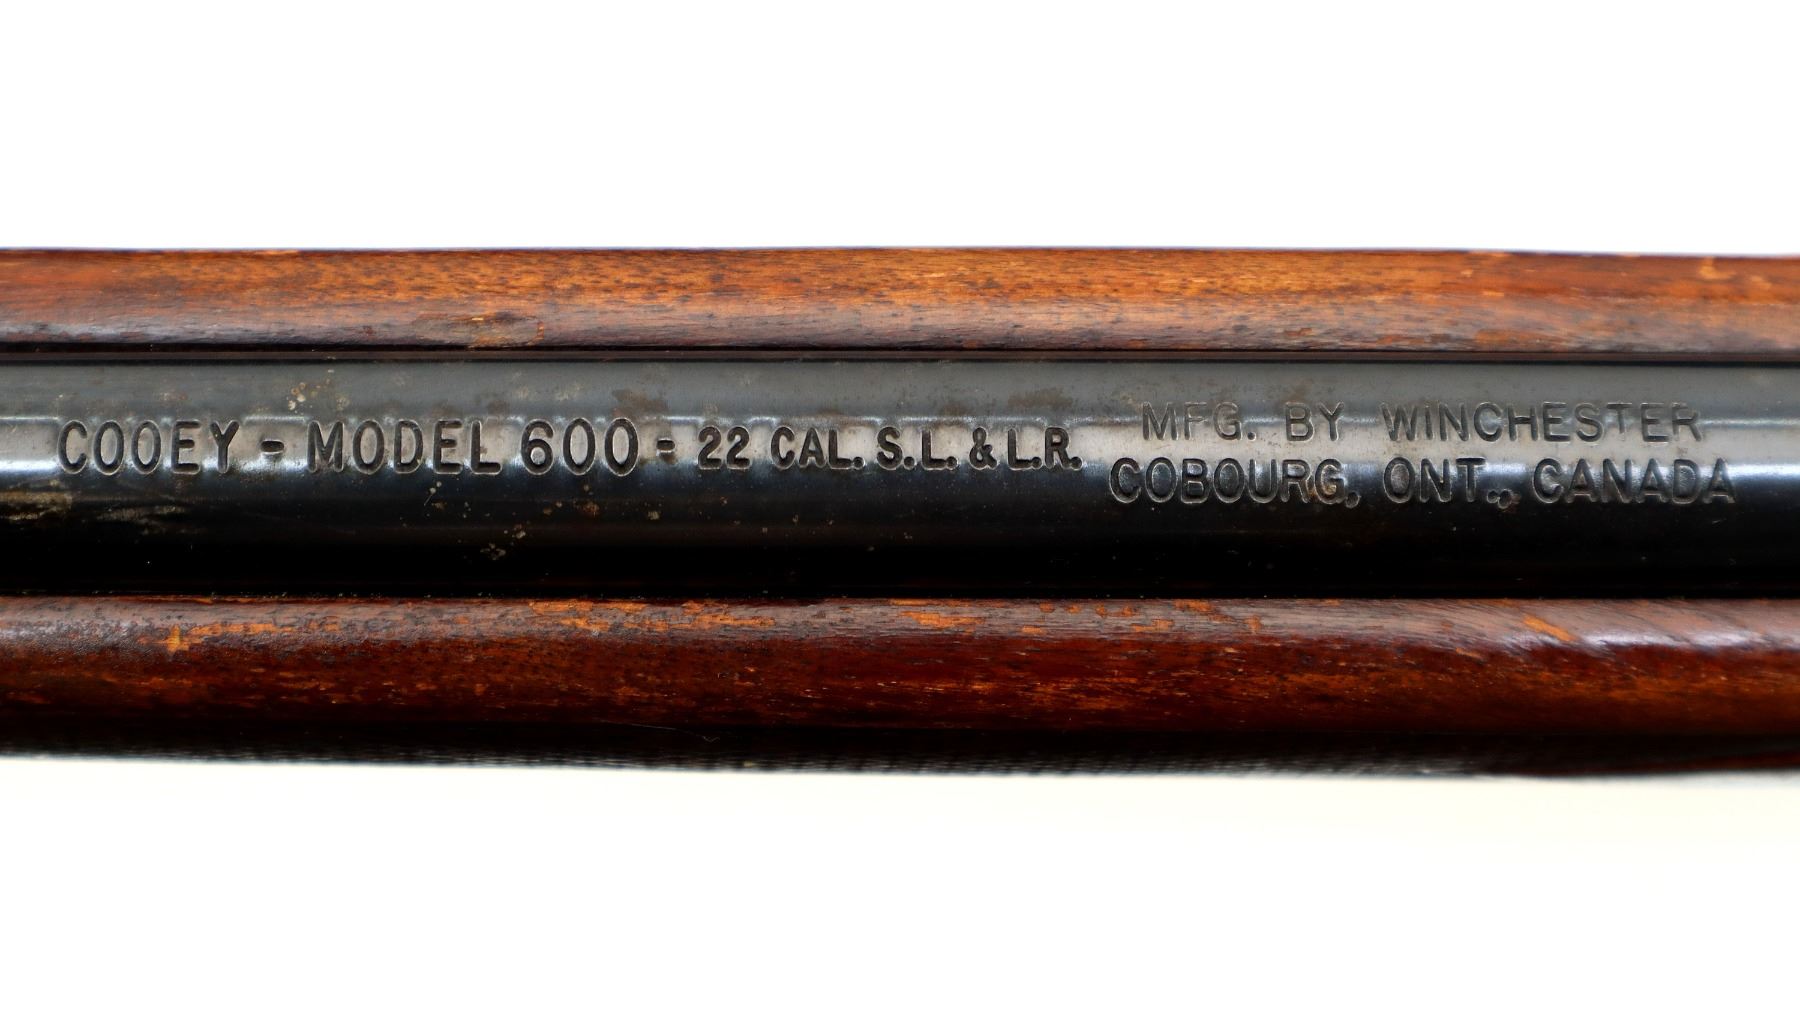 COOEY - MODEL 600 - 22 CAL. S.L. & L.R.
MFG. BY WINCHESTER
COBOURG, ONT., CANADA